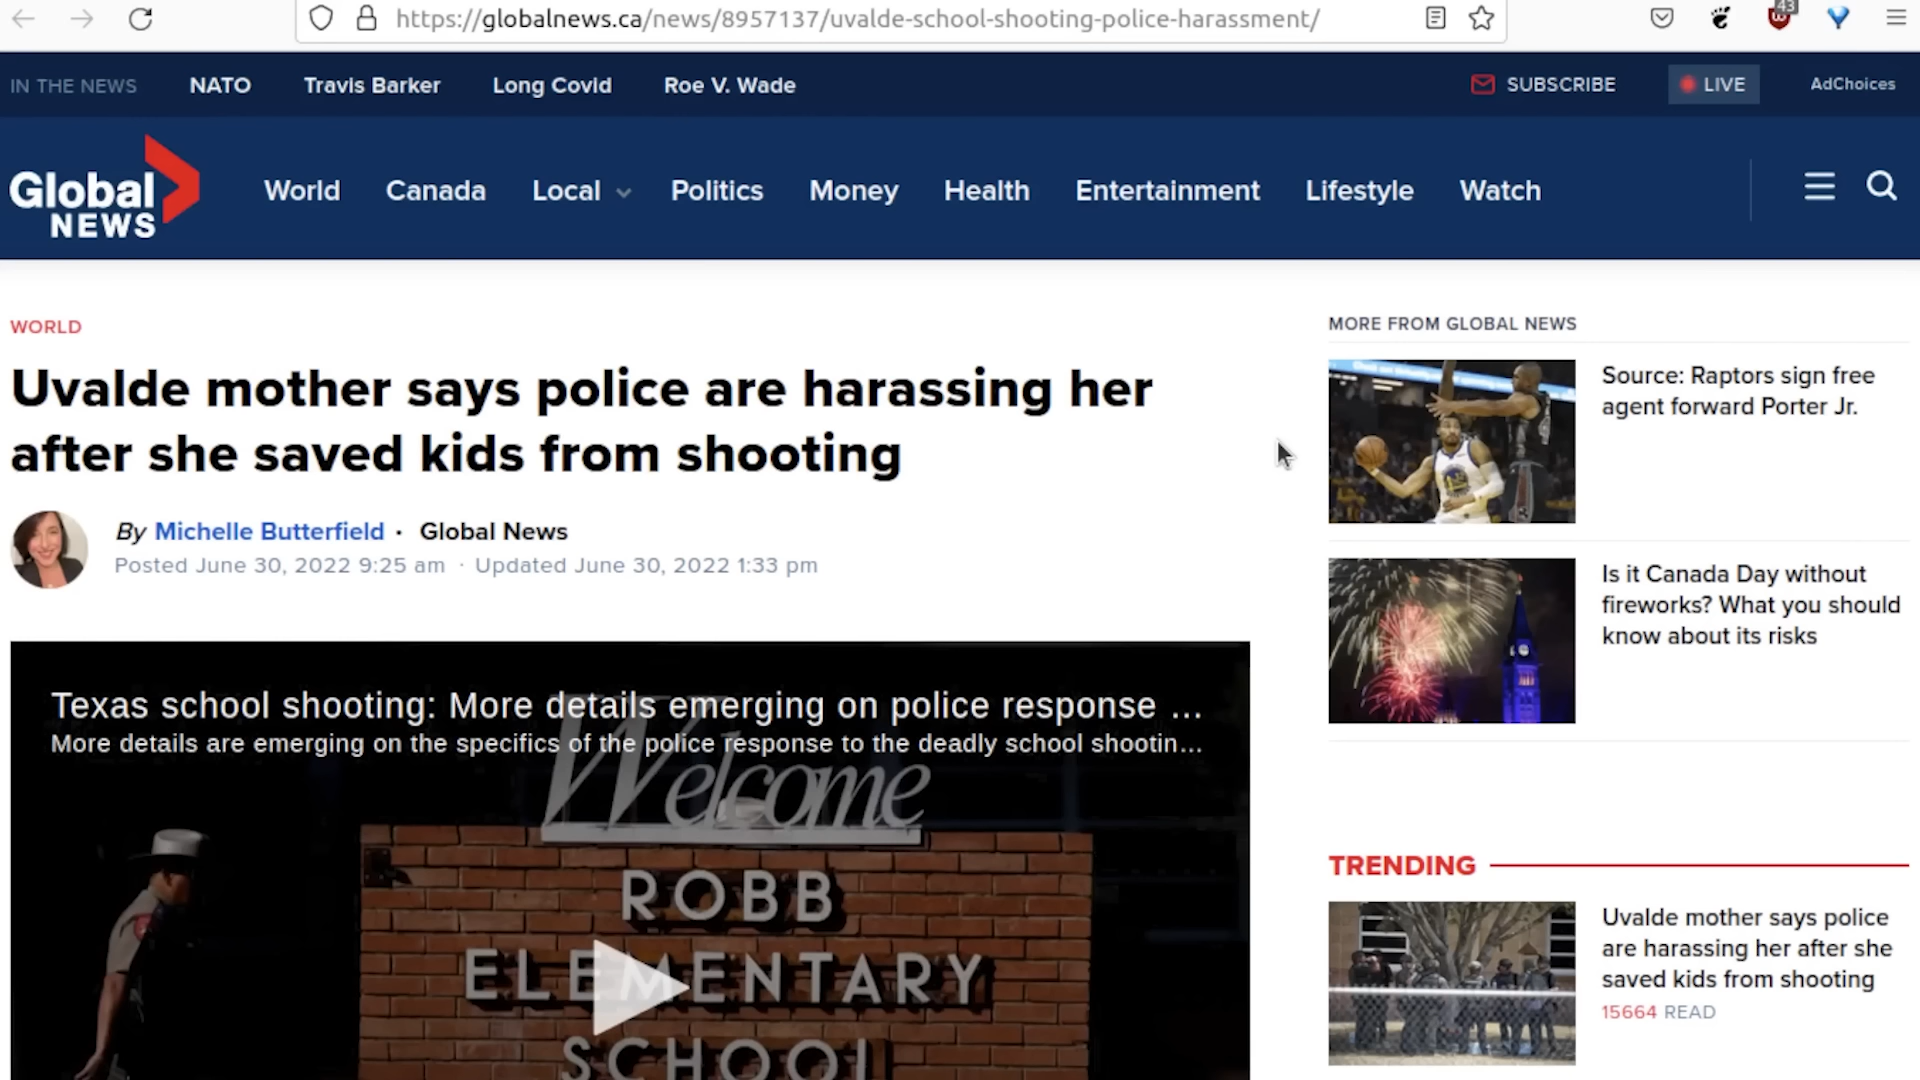 https://globalnews.ca/news/8957137/uvalde-school-shooting-police-harassment/
43
IN THE NEWS NATO Travis Barker Long Covid Roe V. Wade SUBSCRIBE LIVE AdChoices
Global
NEWS
World Canada Local Politics Money Health Entertainment Lifestyle Watch
WORLD
Uvalde mother says police are harassing her
after she saved kids from shooting
By Michelle Butterfield · Global News
Posted June 30, 2022 9:25 am · Updated June 30, 2022 1:33 pm
Texas school shooting: More details emerging on police response ...
More details are emerging on the specifics of the police response to the deadly school shootin...
Welcome
ROBB
ELEMENTARY
SCHOOL
MORE FROM GLOBAL NEWS
Source: Raptors sign free
agent forward Porter Jr.
Is it Canada Day without
fireworks? What you should
know about its risks
TRENDING
Uvalde mother says police
are harassing her after she
saved kids from shooting
15664 READ